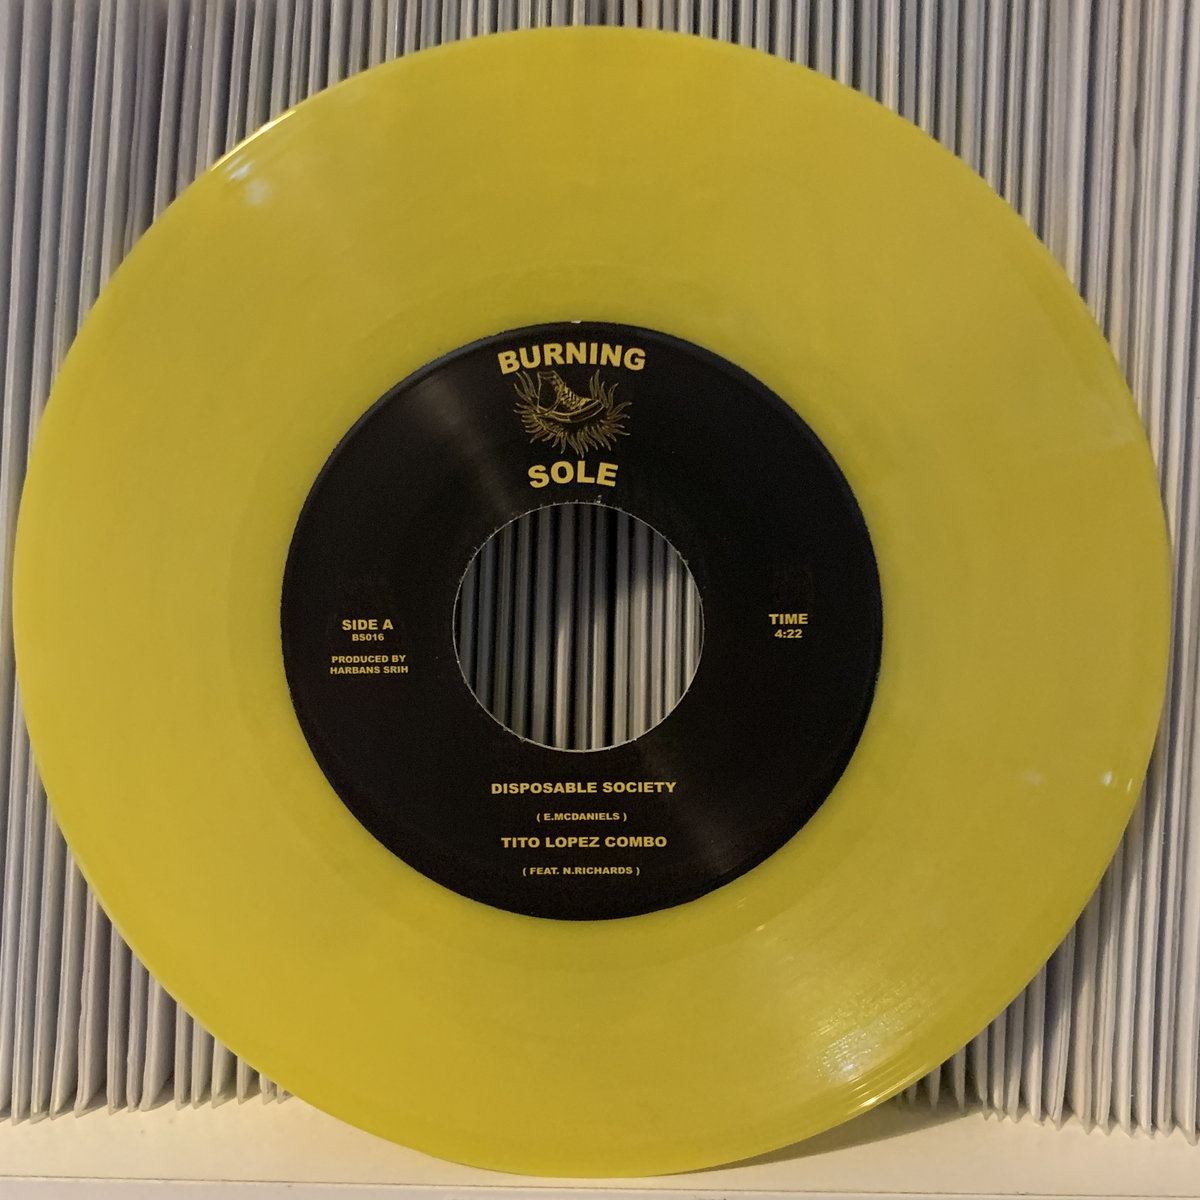 BURNING
SOLE
SIDE A
BS016
PRODUCED BY
HARBANS SRIH
TIME
4:22
DISPOSABLE SOCIETY
( E.MCDANIELS )
TITO LOPEZ COMBO
( FEAT. N.RICHARDS )